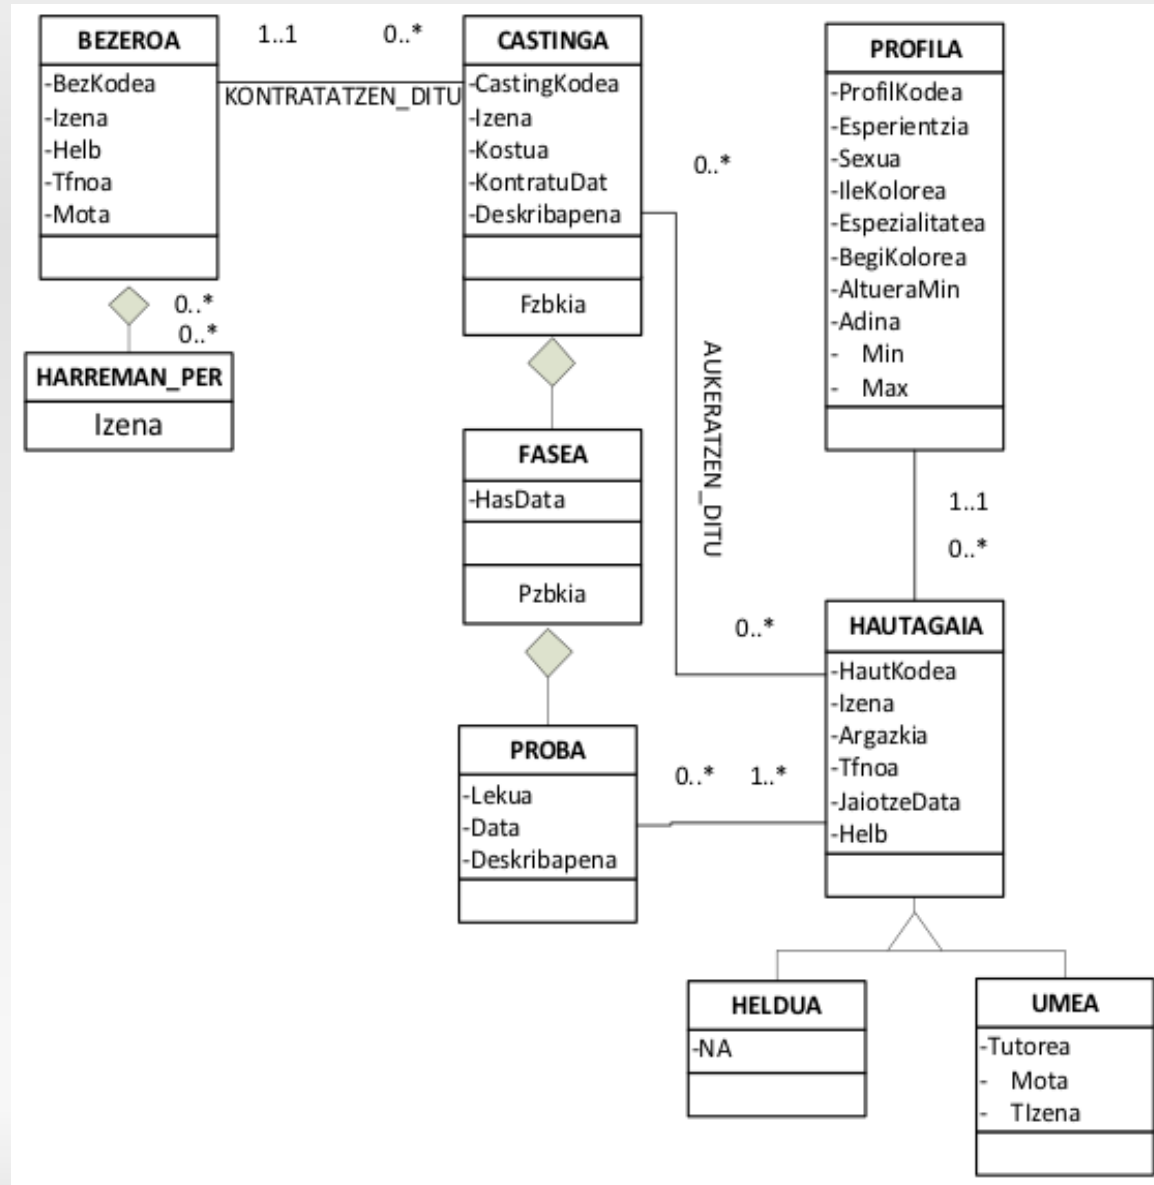 BEZEROA
-BezKodea
-Izena
-Helb
-Tfnoa
-Mota
1..1
0..*
KONTRATATZEN_DITU
CASTINGA
-CastingKodea
-Izena
-Kostua
-KontratuDat
-Deskribapena
Fzbkia
PROFILA
-ProfilKodea
-Esperientzia
-Sexua
-IleKolorea
-Espezialitatea
-BegiKolorea
-AltueraMin
-Adina
- Min
- Max
0..*
0..*
0..*
HARREMAN_PER
Izena
AUKERATZEN_DITU
FASEA
-HasData
Pzbkia
1..1
0..*
0..*
HAUTAGAIA
-HautKodea
-Izena
-Argazkia
-Tfnoa
-JaiotzeData
-Helb
PROBA
-Lekua
-Data
-Deskribapena
0..*
1..*
HELDUA
-NA
UMEA
-Tutorea
- Mota
- TIzena